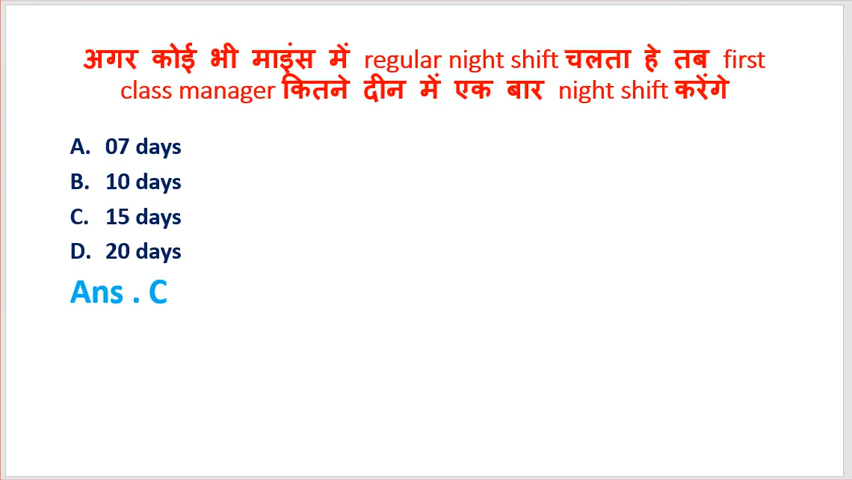 अगर कोई भी माइंस में regular night shift चलता हे तब first
class manager कितने दीन में एक बार night shift करेंगे
A. 07 days
B. 10 days
C. 15 days
D. 20 days
Ans . C